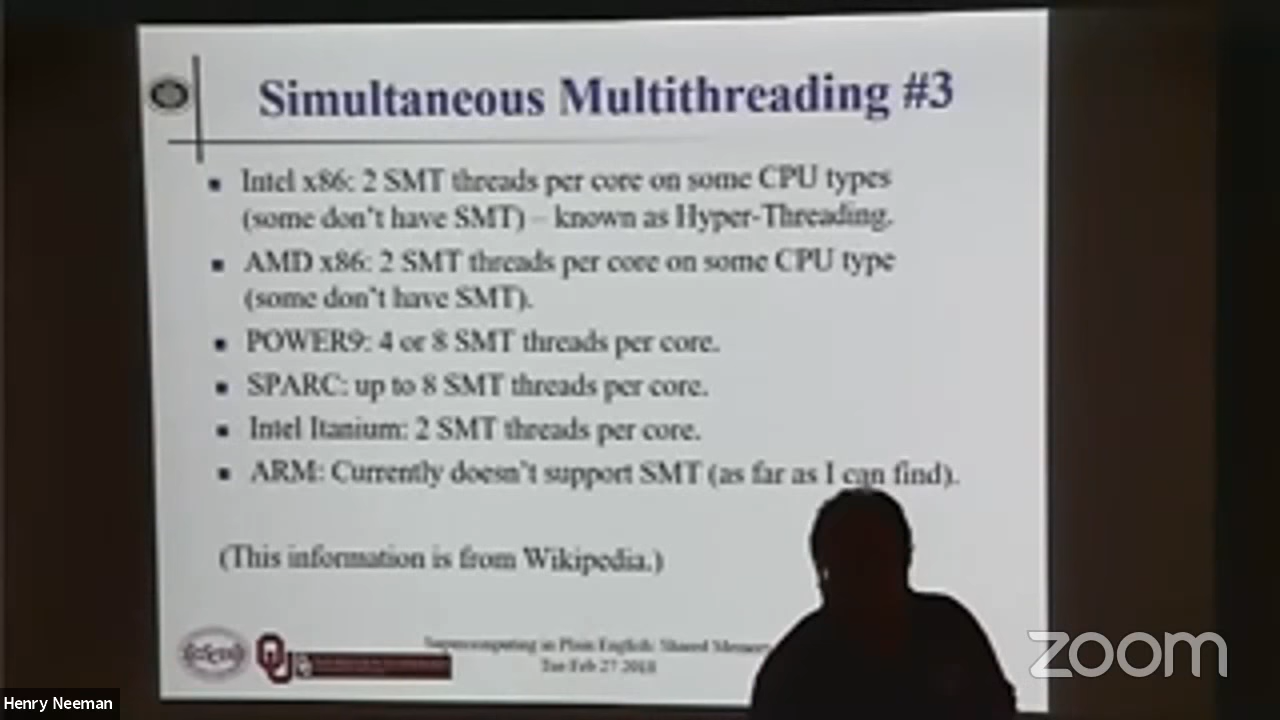 Simultaneous Multithreading #3
▪ Intel x86: 2 SMT threads per core on some CPU types
(some don't have SMT) – known as Hyper-Threading.
▪ AMD x86: 2 SMT threads per core on some CPU type
(some don't have SMT).
▪ POWER9: 4 or 8 SMT threads per core.
▪ SPARC: up to 8 SMT threads per core.
▪ Intel Itanium: 2 SMT threads per core.
▪ ARM: Currently doesn't support SMT (as far as I can find).
(This information is from Wikipedia.)
Supercomputing in Plain English: Shared Memory
Tue Feb 27 2018
zoom
Henry Neeman